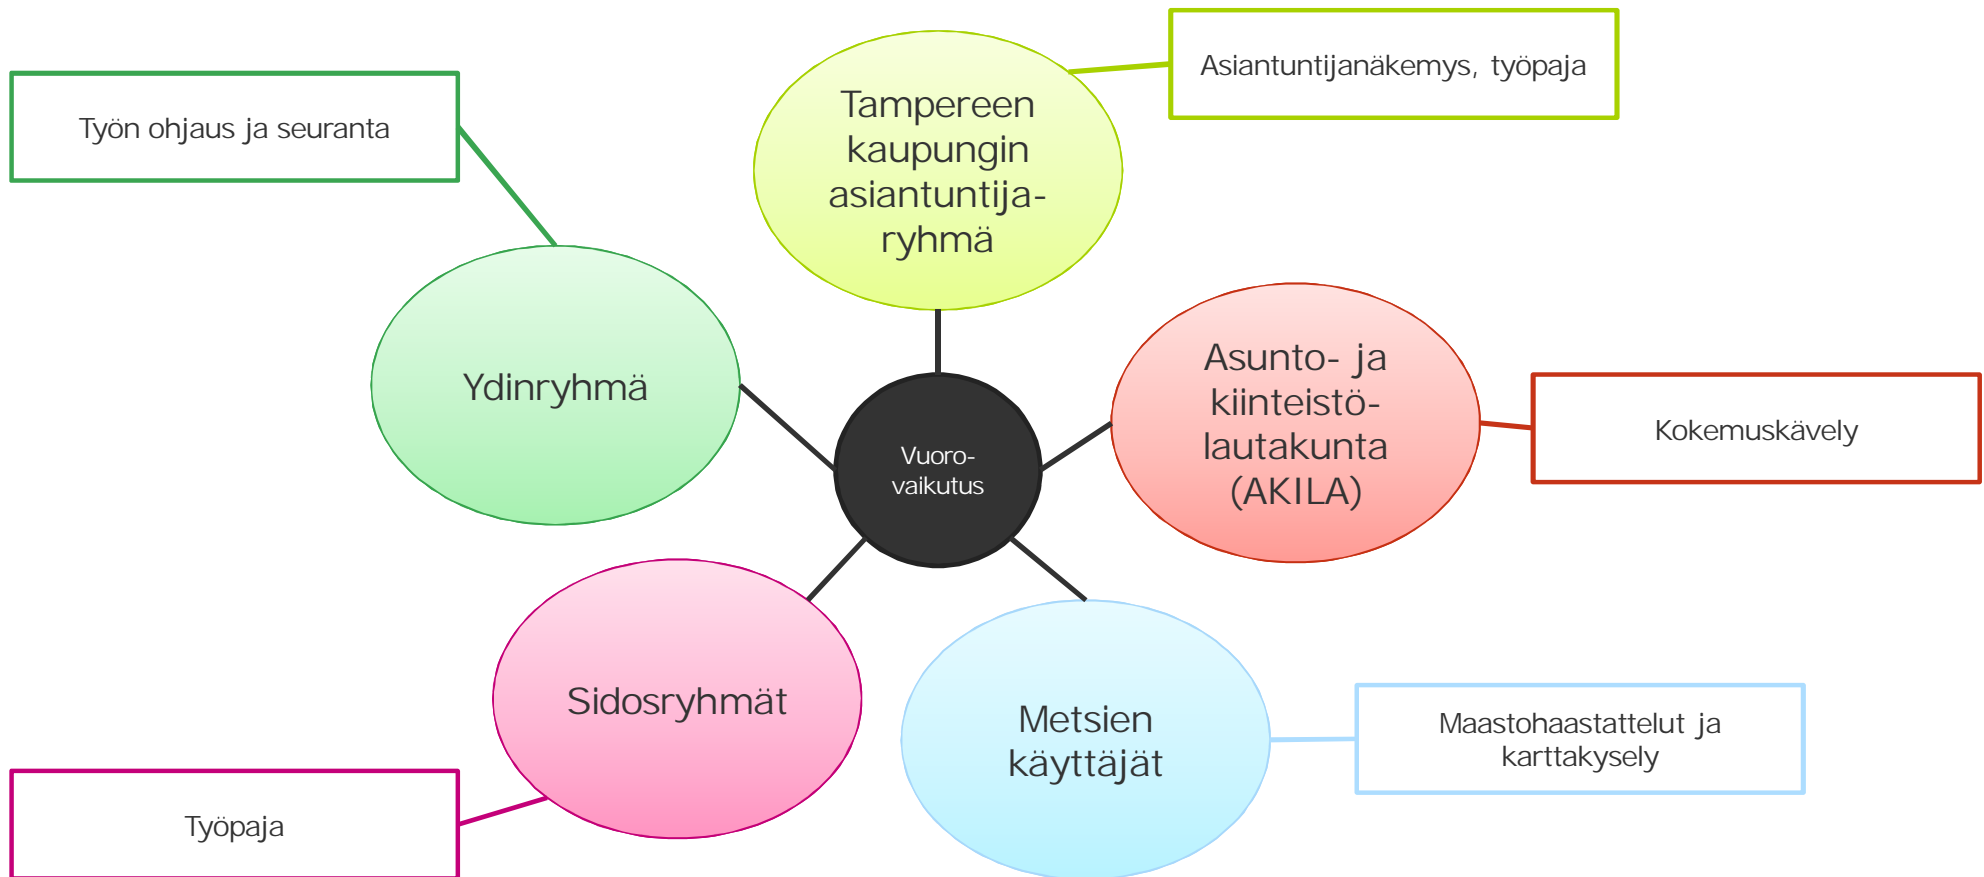 Asiantuntijanäkemys, työpaja
Tampereen
kaupungin
asiantuntija-
ryhmä
Työn ohjaus ja seuranta
Ydinryhmä
Vuoro-
vaikutus
Asunto- ja
kiinteistö-
lautakunta
(AKILA)
Kokemuskävely
Sidosryhmät
Metsien
käyttäjät
Maastohaastattelut ja
karttakysely
Työpaja